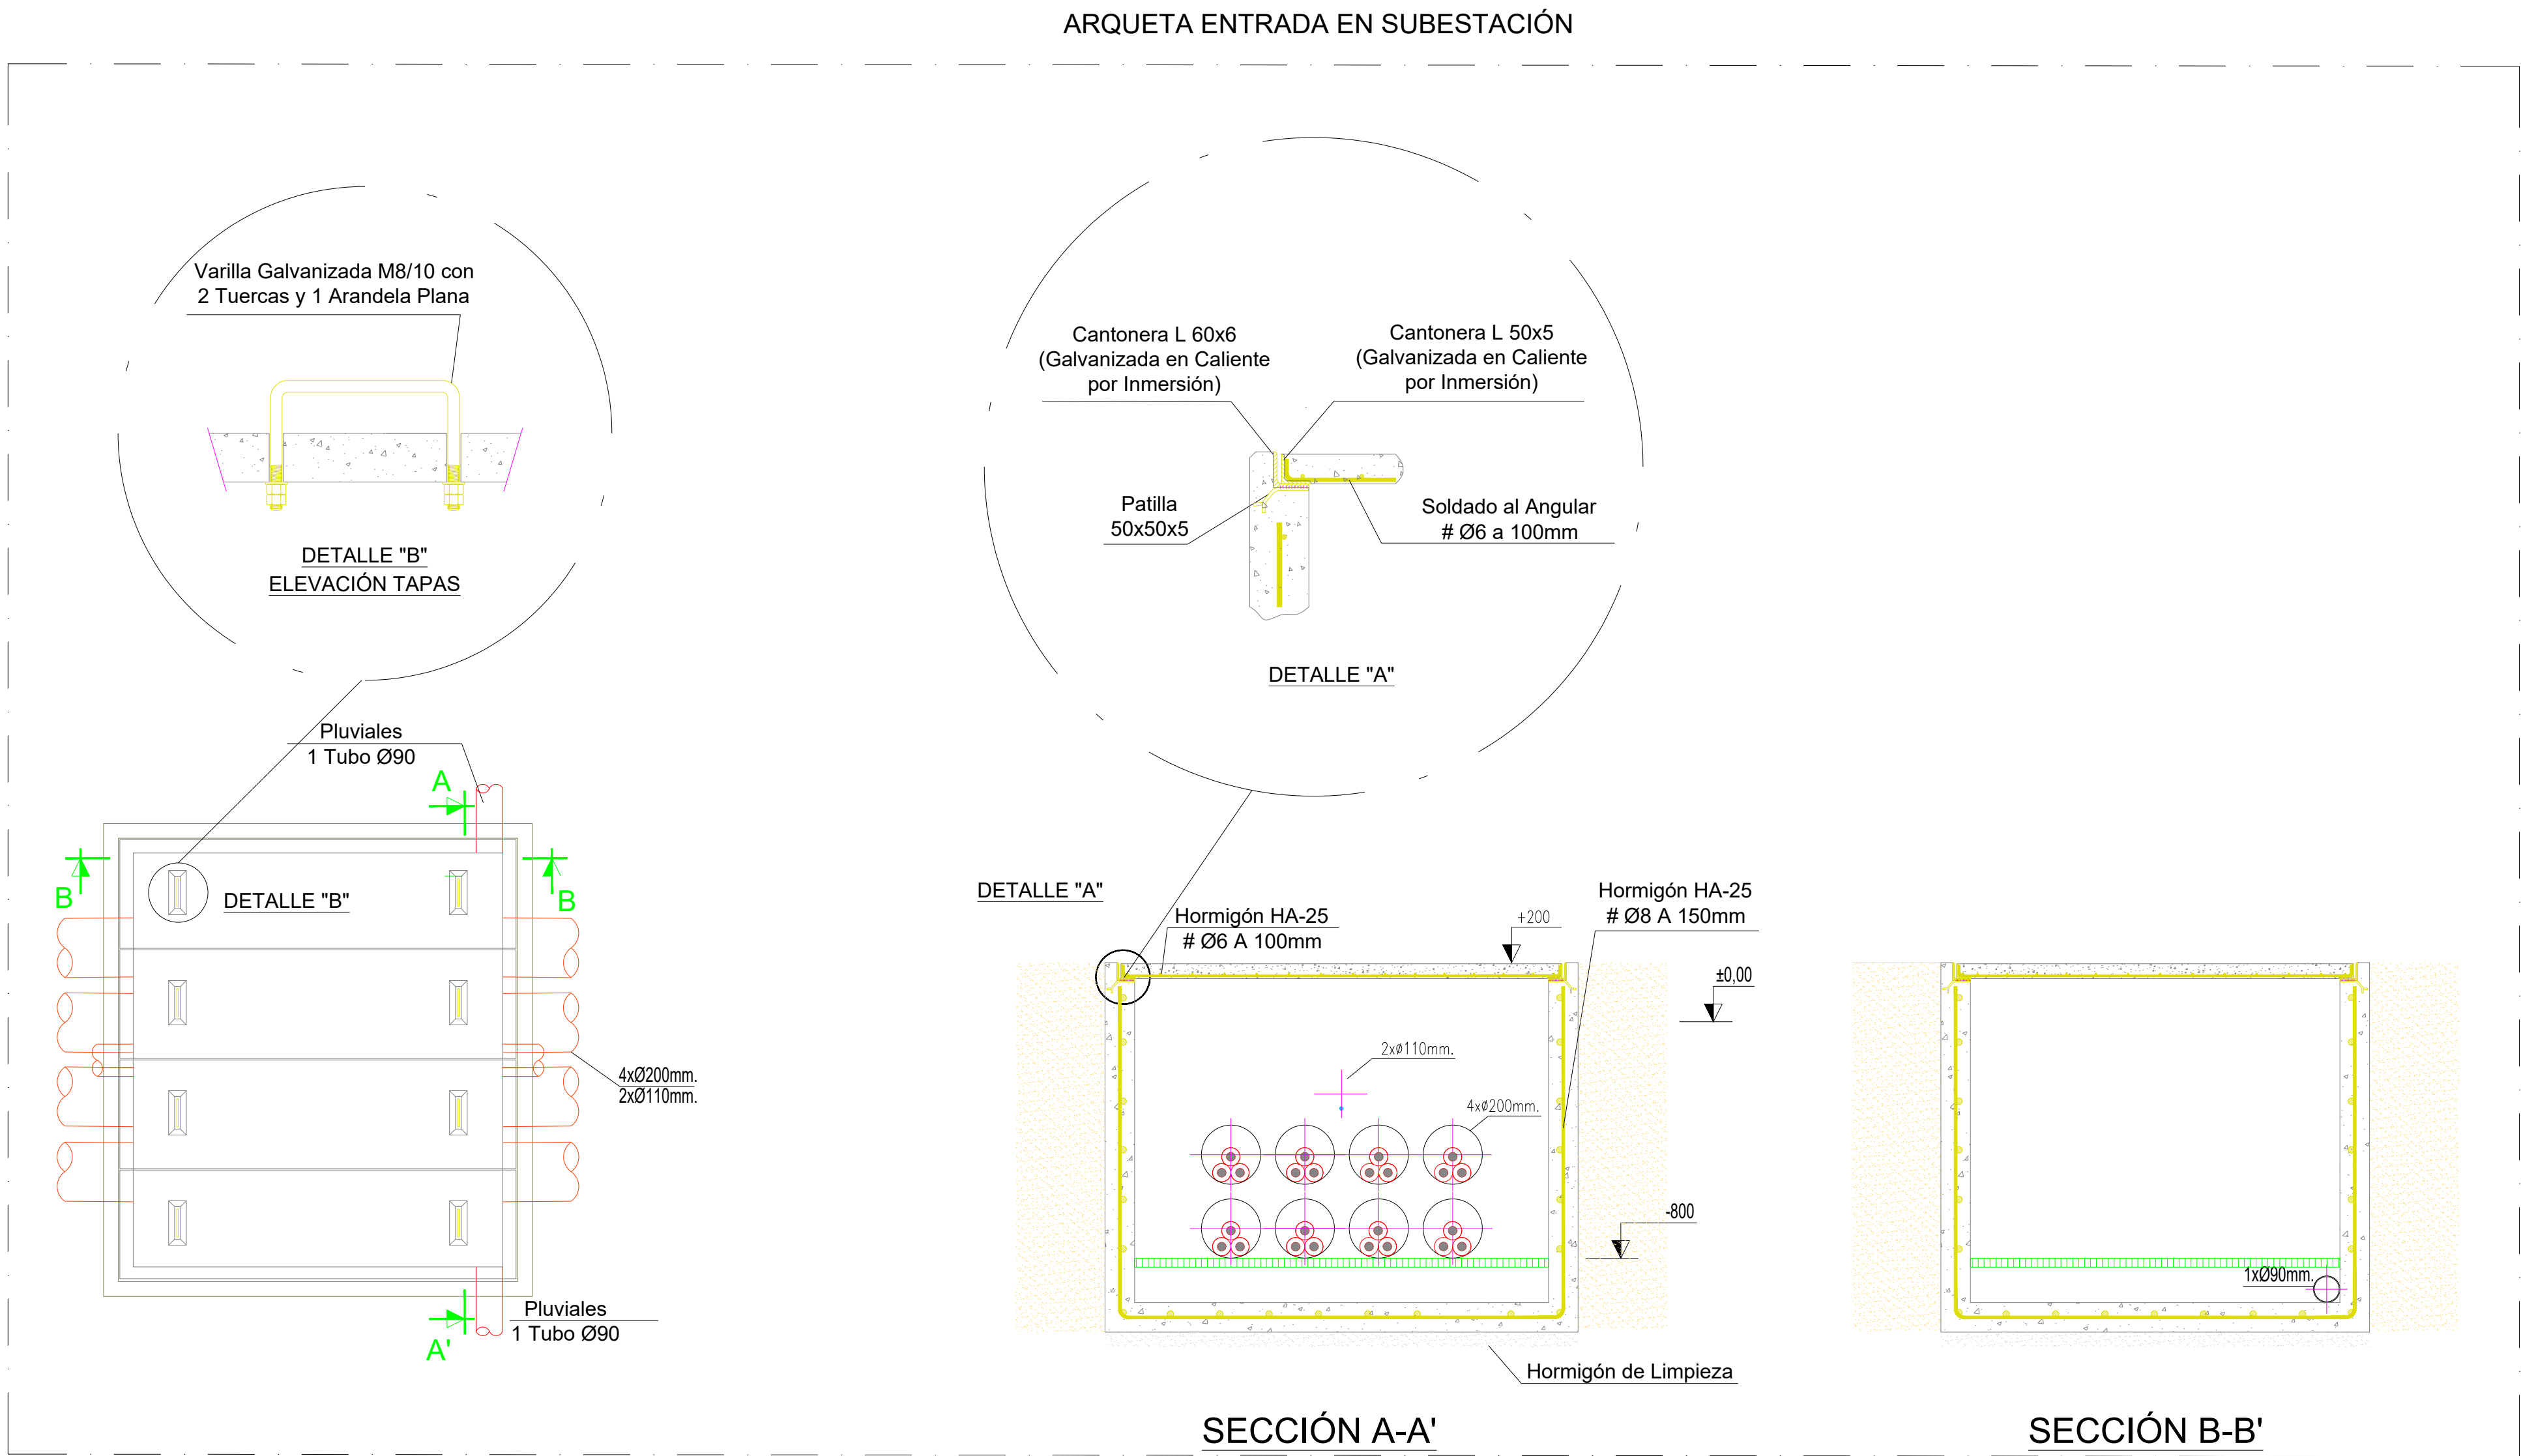 ARQUETA ENTRADA EN SUBESTACIÓN
Varilla Galvanizada M8/10 con
2 Tuercas y 1 Arandela Plana
DETALLE "B"
ELEVACIÓN TAPAS
Cantonera L 60x6
(Galvanizada en Caliente
por Inmersión)
Cantonera L 50x5
(Galvanizada en Caliente
por Inmersión)
Patilla
50x50x5
Soldado al Angular
# Ø6 a 100mm
DETALLE "A"
Pluviales
1 Tubo Ø90
A
B
B
DETALLE "B"
4xØ200mm.
2xØ110mm.
Pluviales
1 Tubo Ø90
A'
DETALLE "A"
Hormigón HA-25
# Ø6 A 100mm
+200
Hormigón HA-25
# Ø8 A 150mm
±0,00
2xø110mm.
4xø200mm.
-800
Hormigón de Limpieza
SECCIÓN A-A'
1xØ90mm.
SECCIÓN B-B'